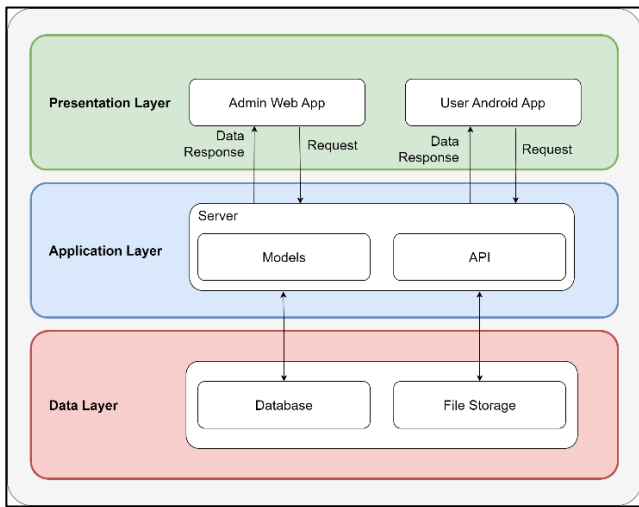 Presentation Layer
Admin Web App
User Android App
Data
Response
Request
Data
Response
Request
Application Layer
Server
Models
API
Data Layer
Database
File Storage